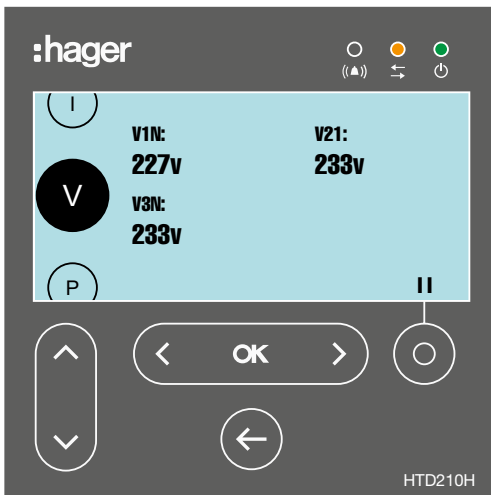 :hager
I
V1N: V21:
227V 233V
V
V3N:
233V
P
II
OK
HTD210H